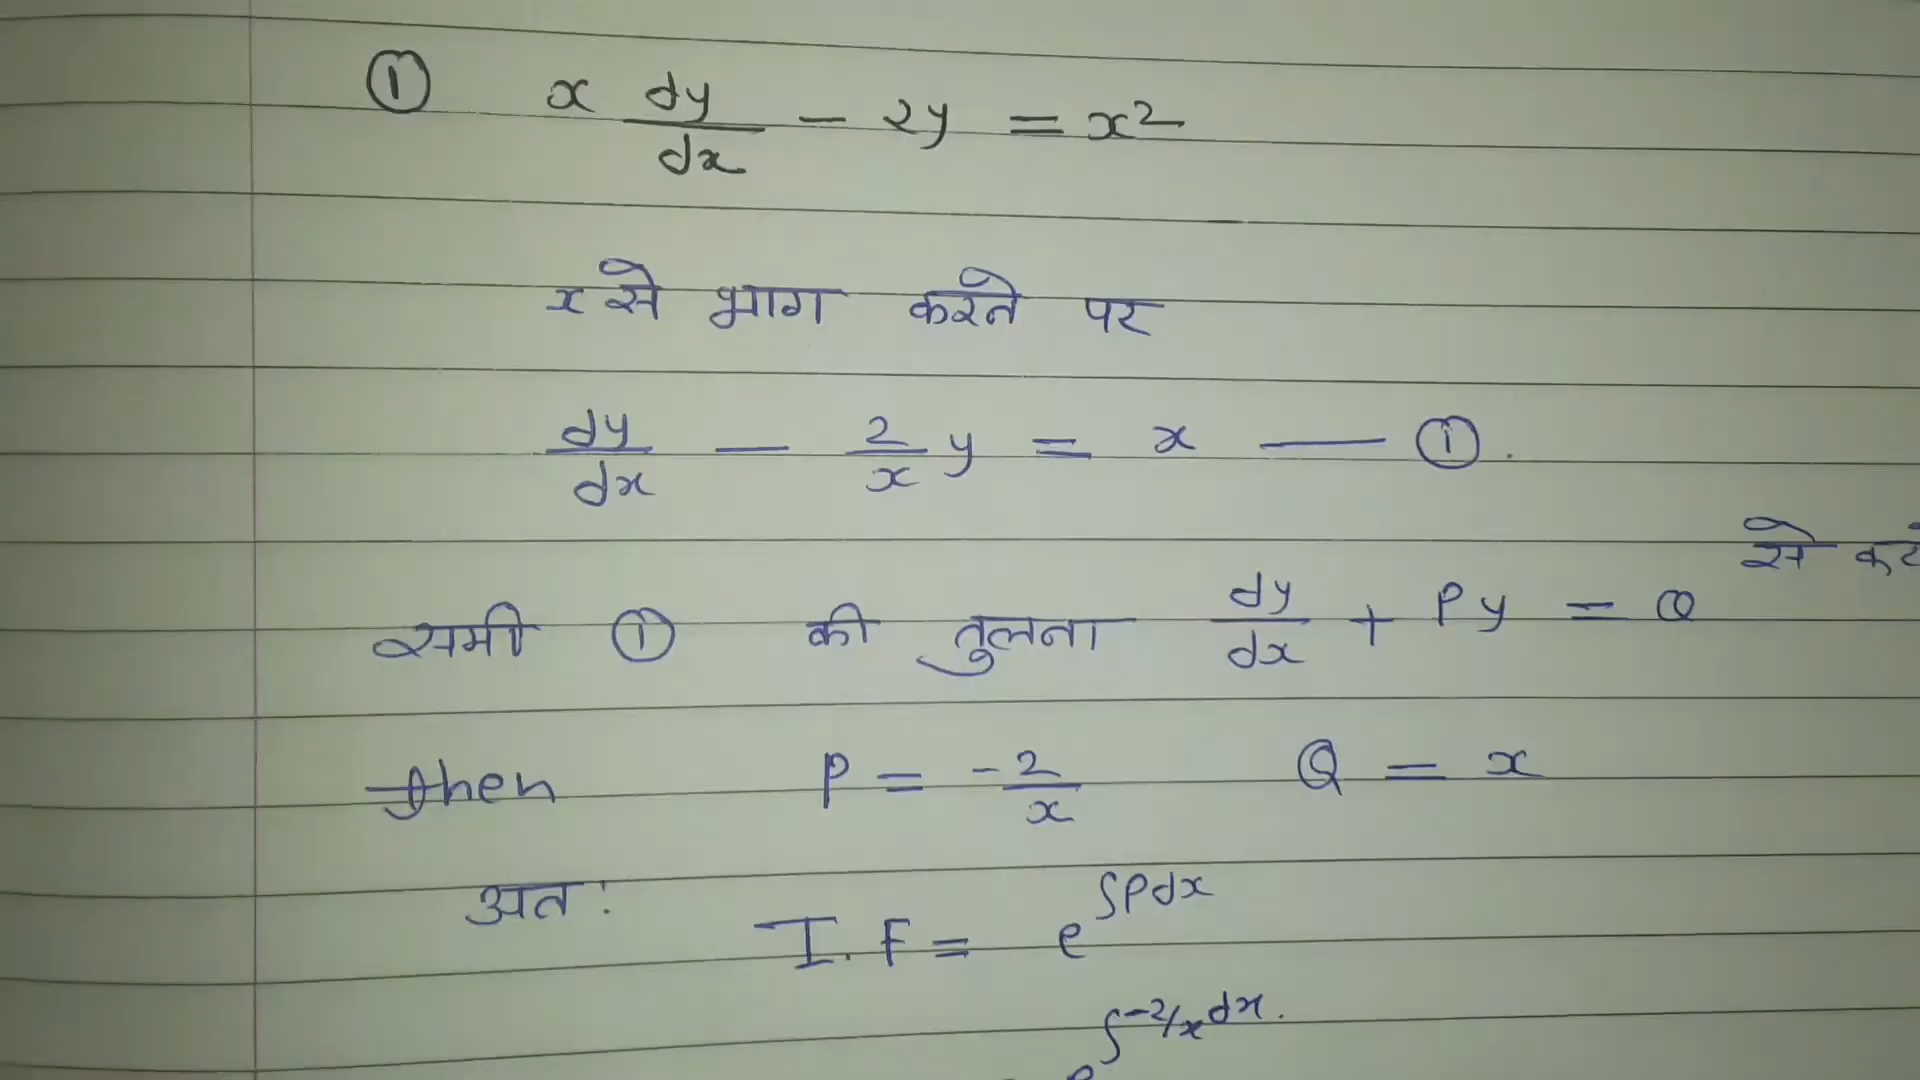 ① x dy/dx - 2y = x²
x से भाग करने पर
dy/dx - 2/x y = x — ①.
समी ① की तुलना dy/dx + Py = Q से
then P = -2/x Q = x
अत: I.F = e^∫Pdx
e^∫-2/x dx.